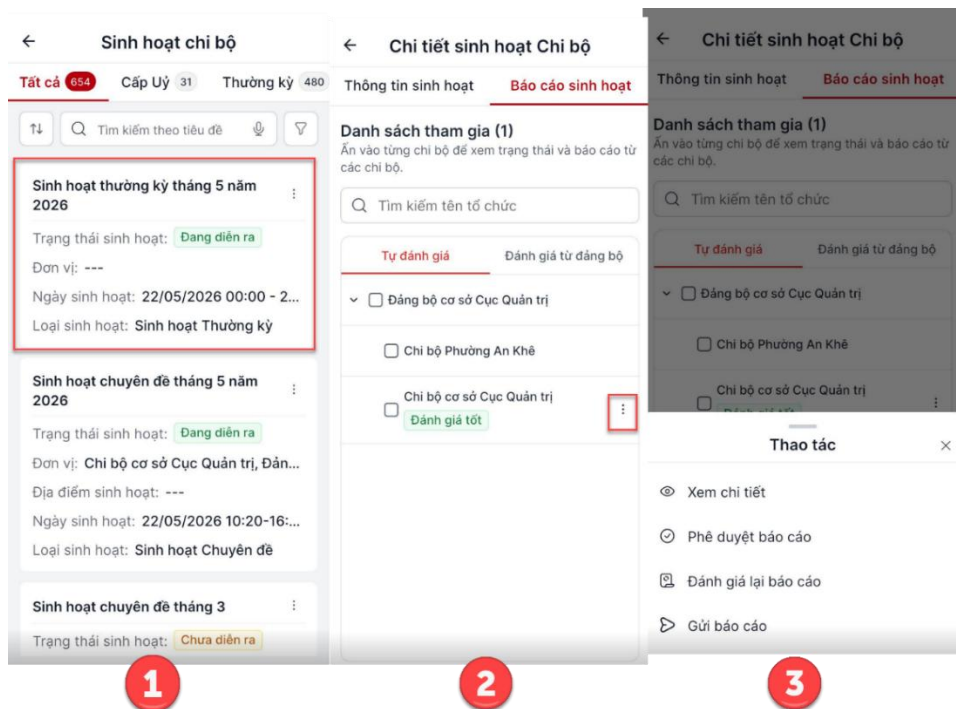 Sinh hoạt chi bộ
Tất cả 654 Cấp Uỷ 31 Thường kỳ 480
Tìm kiếm theo tiêu đề
Sinh hoạt thường kỳ tháng 5 năm
2026
Trạng thái sinh hoạt: Đang diễn ra
Đơn vị: ---
Ngày sinh hoạt: 22/05/2026 00:00 - 2...
Loại sinh hoạt: Sinh hoạt Thường kỳ
Sinh hoạt chuyên đề tháng 5 năm
2026
Trạng thái sinh hoạt: Đang diễn ra
Đơn vị: Chi bộ cơ sở Cục Quản trị, Đản...
Địa điểm sinh hoạt: ---
Ngày sinh hoạt: 22/05/2026 10:20-16:...
Loại sinh hoạt: Sinh hoạt Chuyên đề
Sinh hoạt chuyên đề tháng 3
Trạng thái sinh hoạt: Chưa diễn ra
1
Chi tiết sinh hoạt Chi bộ
Thông tin sinh hoạt Báo cáo sinh hoạt
Danh sách tham gia (1)
Ấn vào từng chi bộ để xem trạng thái và báo cáo từ
các chi bộ.
Tìm kiếm tên tổ chức
Tự đánh giá Đánh giá từ đảng bộ
Đảng bộ cơ sở Cục Quản trị
Chi bộ Phường An Khê
Chi bộ cơ sở Cục Quản trị
Đánh giá tốt
2
Chi tiết sinh hoạt Chi bộ
Thông tin sinh hoạt Báo cáo sinh hoạt
Danh sách tham gia (1)
Ấn vào từng chi bộ để xem trạng thái và báo cáo từ
các chi bộ.
Tìm kiếm tên tổ chức
Tự đánh giá Đánh giá từ đảng bộ
Đảng bộ cơ sở Cục Quản trị
Chi bộ Phường An Khê
Chi bộ cơ sở Cục Quản trị
Đánh giá tốt
Thao tác
Xem chi tiết
Phê duyệt báo cáo
Đánh giá lại báo cáo
Gửi báo cáo
3